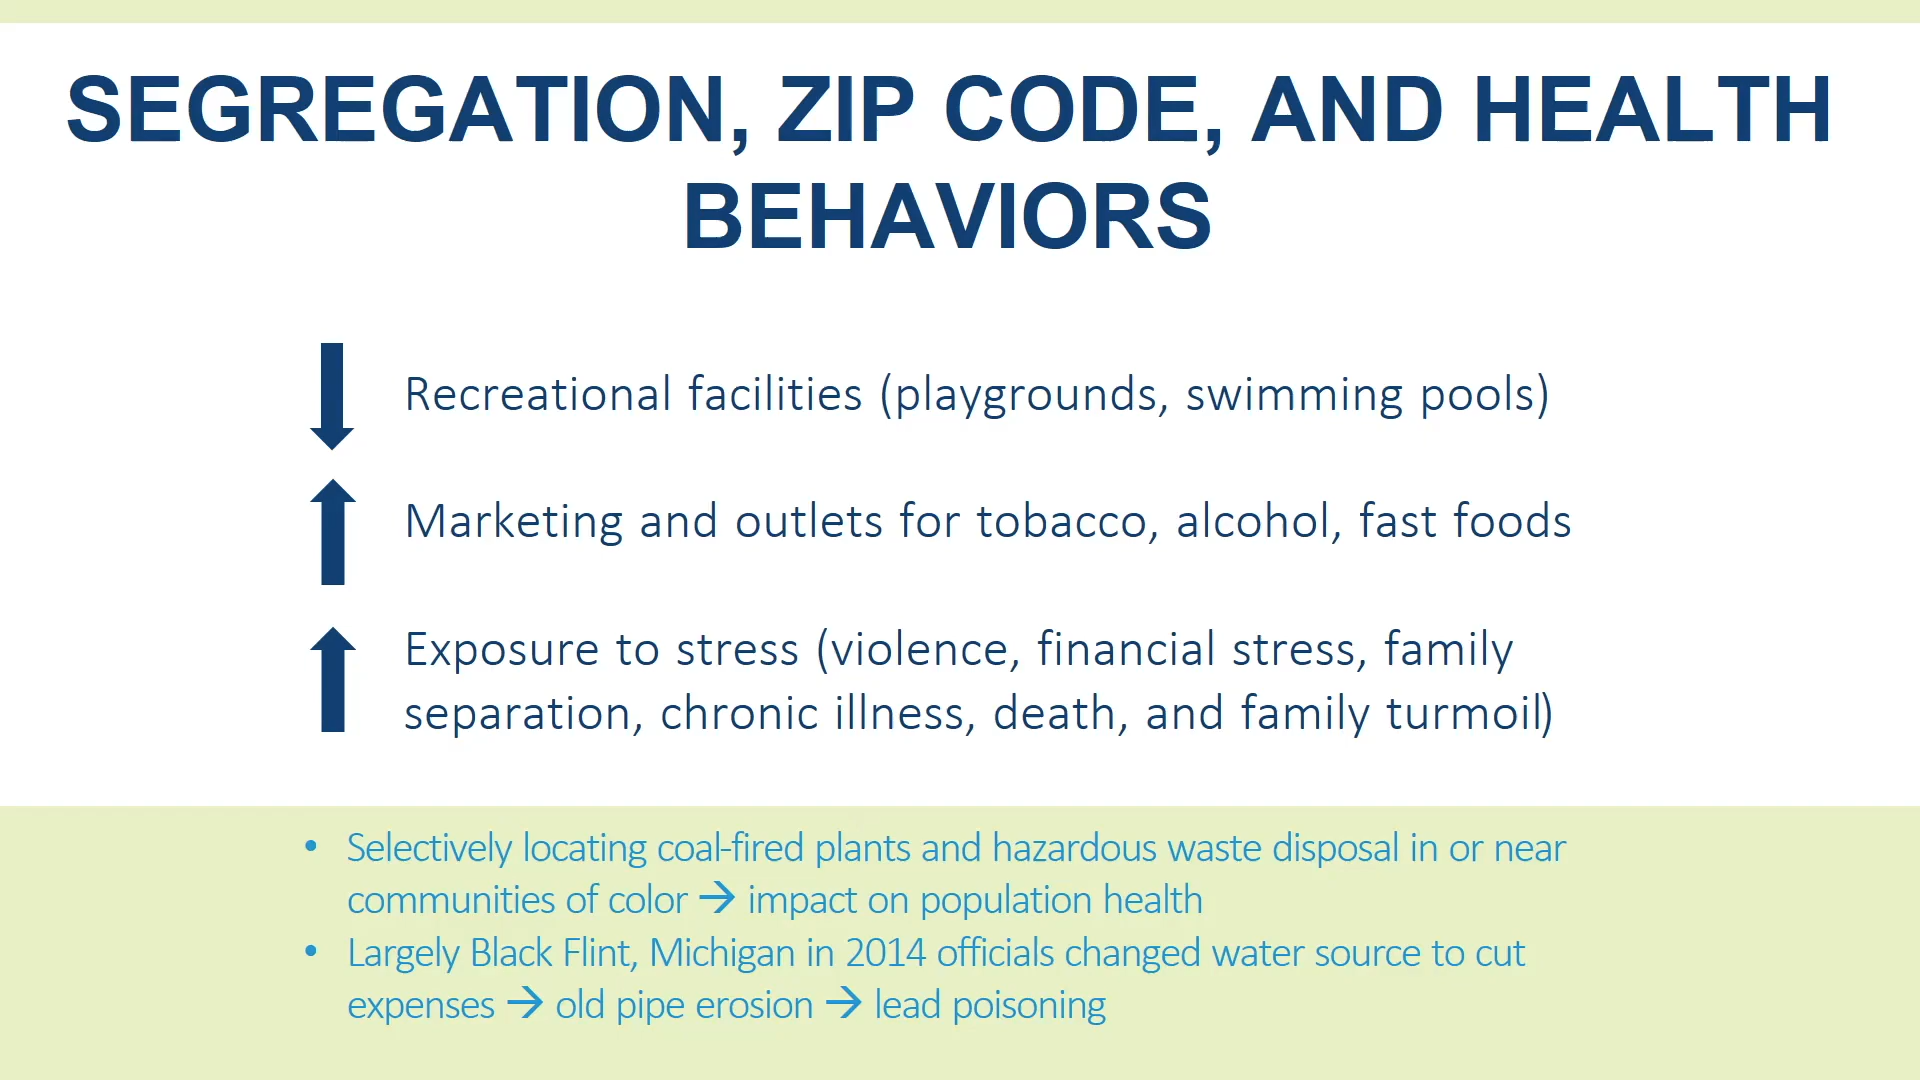 SEGREGATION, ZIP CODE, AND HEALTH
BEHAVIORS
Recreational facilities (playgrounds, swimming pools)
Marketing and outlets for tobacco, alcohol, fast foods
Exposure to stress (violence, financial stress, family
separation, chronic illness, death, and family turmoil)
• Selectively locating coal-fired plants and hazardous waste disposal in or near
communities of color → impact on population health
• Largely Black Flint, Michigan in 2014 officials changed water source to cut
expenses → old pipe erosion → lead poisoning